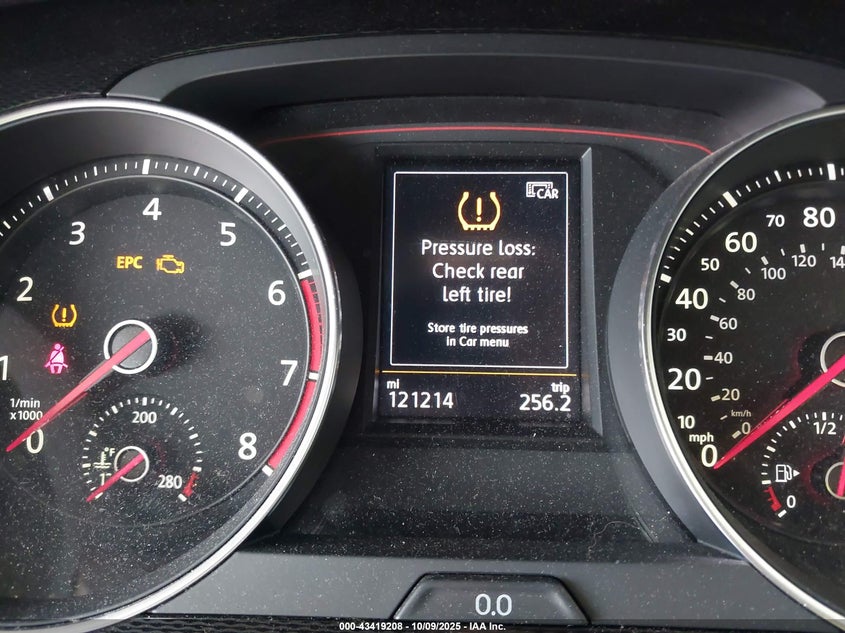 1
2
3
4
5
6
7
8
0
1/min
x1000
EPC
200
°F
280
CAR
Pressure loss:
Check rear
left tire!
Store tire pressures
in Car menu
mi
trip
121214
256.2
0
10
20
30
40
50
60
70
80
mph
0
20
40
60
80
100
120
km/h
1/2
0
0.0
000-43419208 - 10/09/2025 - IAA Inc.